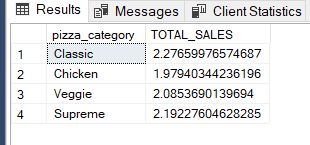 Results Messages Client Statistics
pizza_category TOTAL_SALES
1 Classic 2.27659976574687
2 Chicken 1.97940344236196
3 Veggie 2.0853690139694
4 Supreme 2.19227604628285